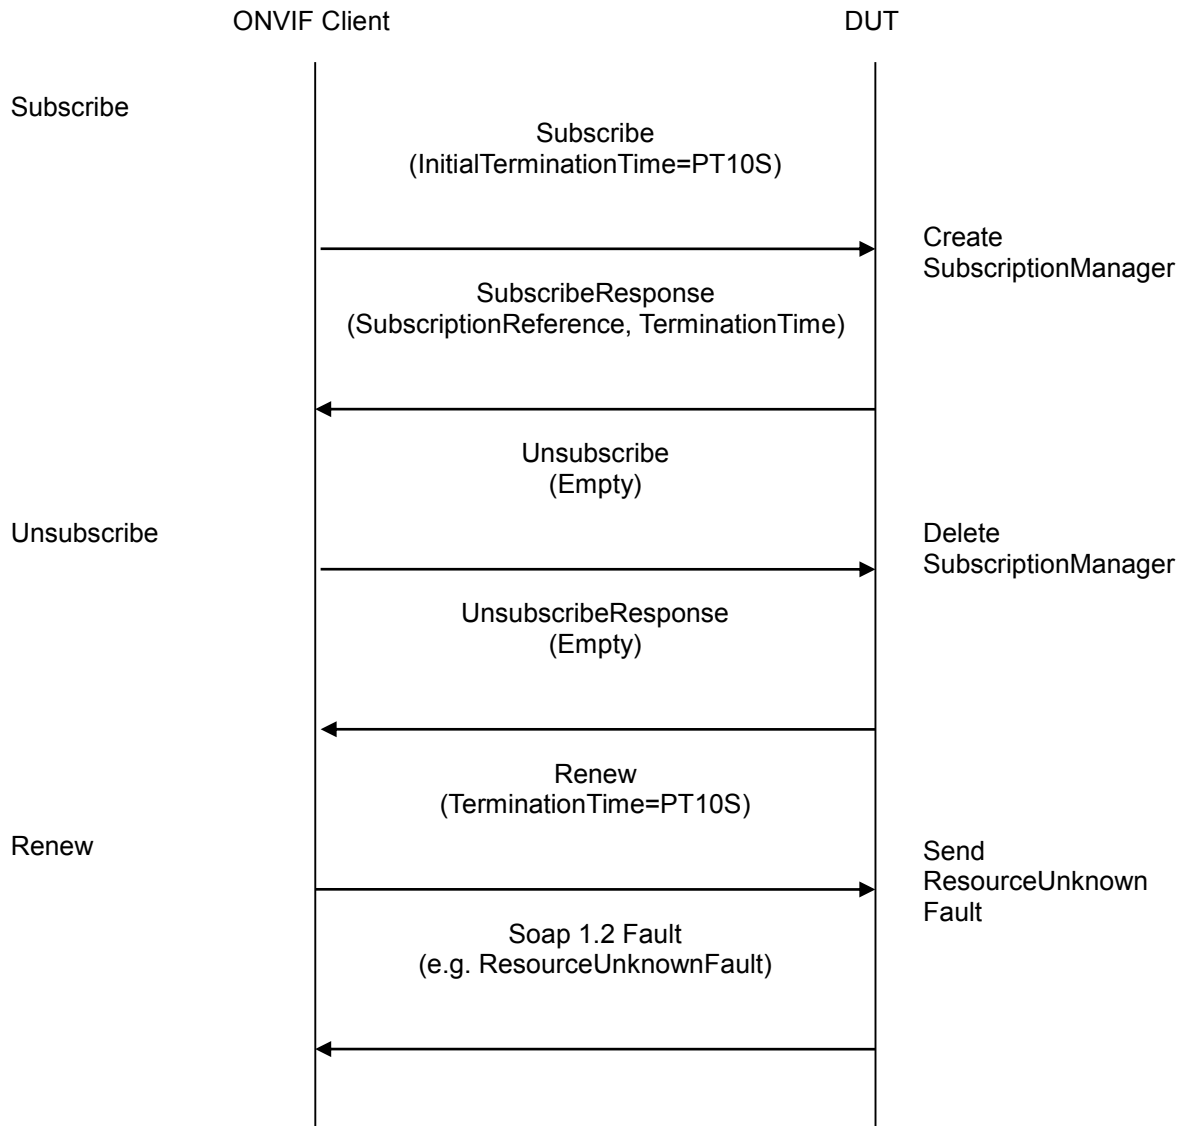 ONVIF Client
DUT
Subscribe
Subscribe
(InitialTerminationTime=PT10S)
Create
SubscriptionManager
SubscribeResponse
(SubscriptionReference, TerminationTime)
Unsubscribe
(Empty)
Unsubscribe
Delete
SubscriptionManager
UnsubscribeResponse
(Empty)
Renew
(TerminationTime=PT10S)
Renew
Send
ResourceUnknown
Fault
Soap 1.2 Fault
(e.g. ResourceUnknownFault)